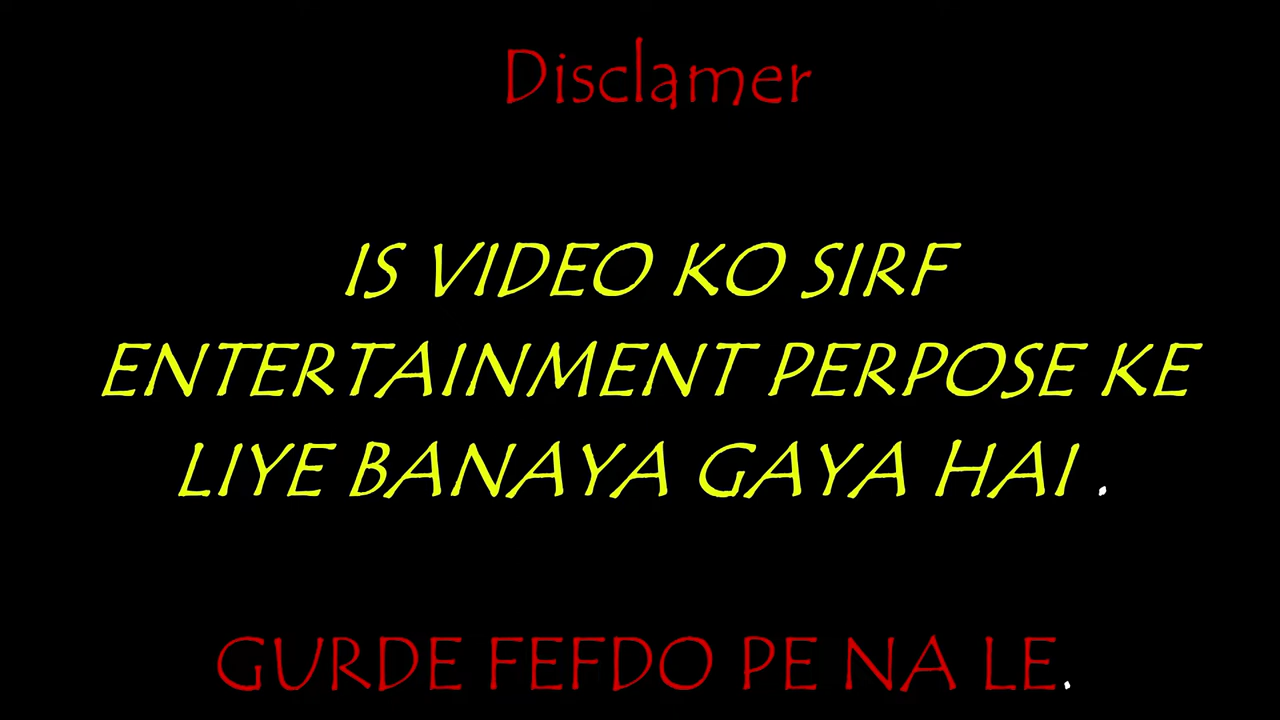 Disclamer
IS VIDEO KO SIRF
ENTERTAINMENT PERPOSE KE
LIYE BANAYA GAYA HAI .
GURDE FEFDO PE NA LE.